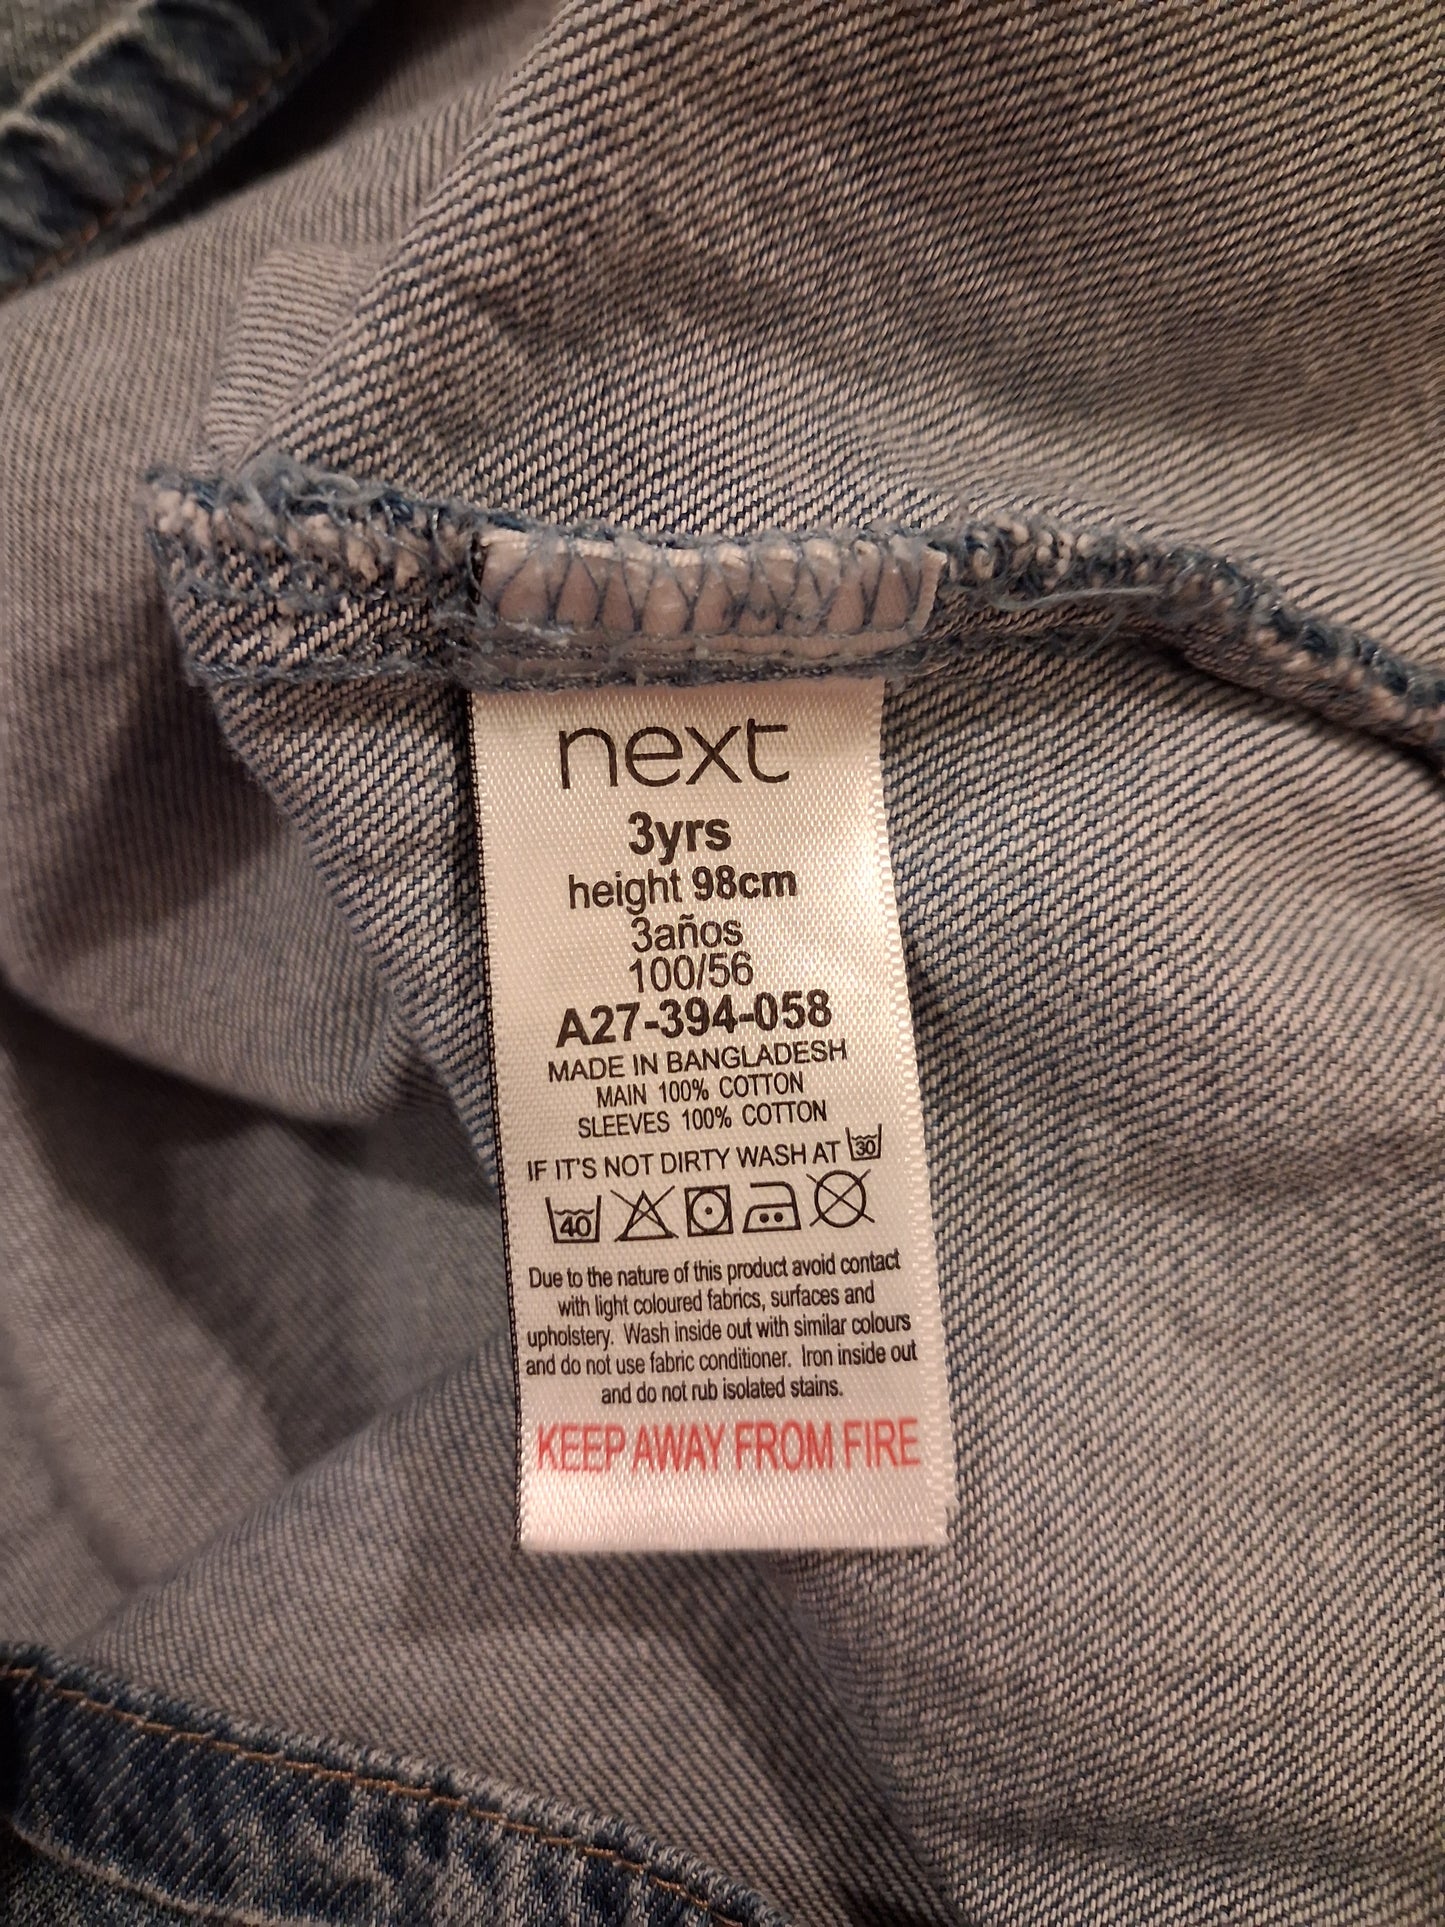 next
3yrs
height 98cm
3años
100/56
A27-394-058
MADE IN BANGLADESH
MAIN 100% COTTON
SLEEVES 100% COTTON
IF IT'S NOT DIRTY WASH AT 30
40
Due to the nature of this product avoid contact
with light coloured fabrics, surfaces and
upholstery. Wash inside out with similar colours
and do not use fabric conditioner. Iron inside out
and do not rub isolated stains.
KEEP AWAY FROM FIRE